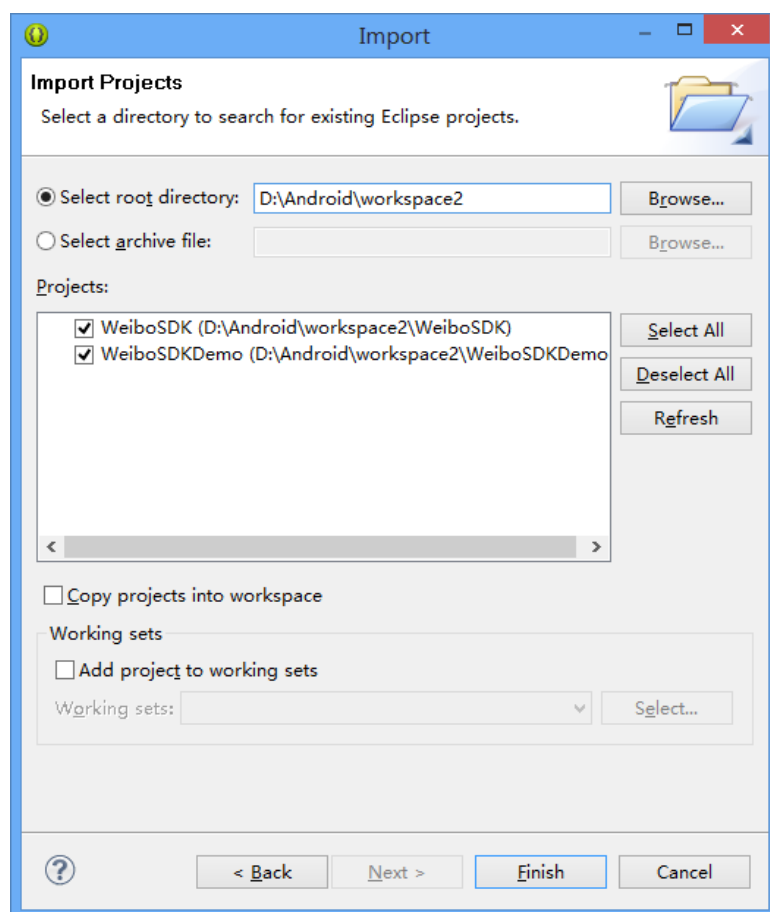 Import
Import Projects
Select a directory to search for existing Eclipse projects.
Select root directory: D:\Android\workspace2 Browse...
Select archive file: Browse...
Projects:
WeiboSDK (D:\Android\workspace2\WeiboSDK) Select All
WeiboSDKDemo (D:\Android\workspace2\WeiboSDKDemo Deselect All
Refresh
Copy projects into workspace
Working sets
Add project to working sets
Working sets: Select...
< Back Next > Finish Cancel